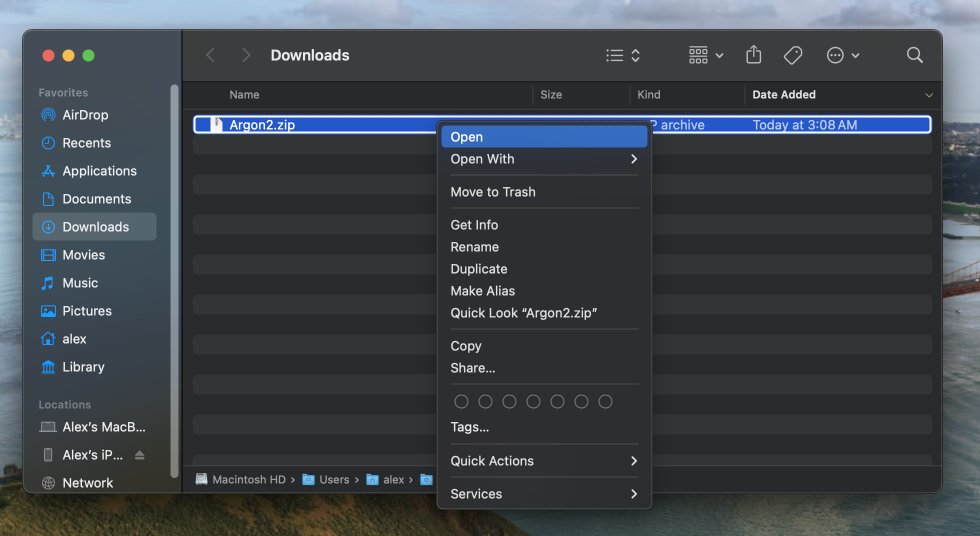 Downloads
Favorites
AirDrop
Recents
Applications
Documents
Downloads
Movies
Music
Pictures
alex
Library
Locations
Alex's MacB...
Alex's iP...
Network
Name Size Kind Date Added
Argon2.zip P archive Today at 3:08 AM
Open
Open With
Move to Trash
Get Info
Rename
Duplicate
Make Alias
Quick Look “Argon2.zip”
Copy
Share...
Tags...
Quick Actions
Services
Macintosh HD › Users › alex ›